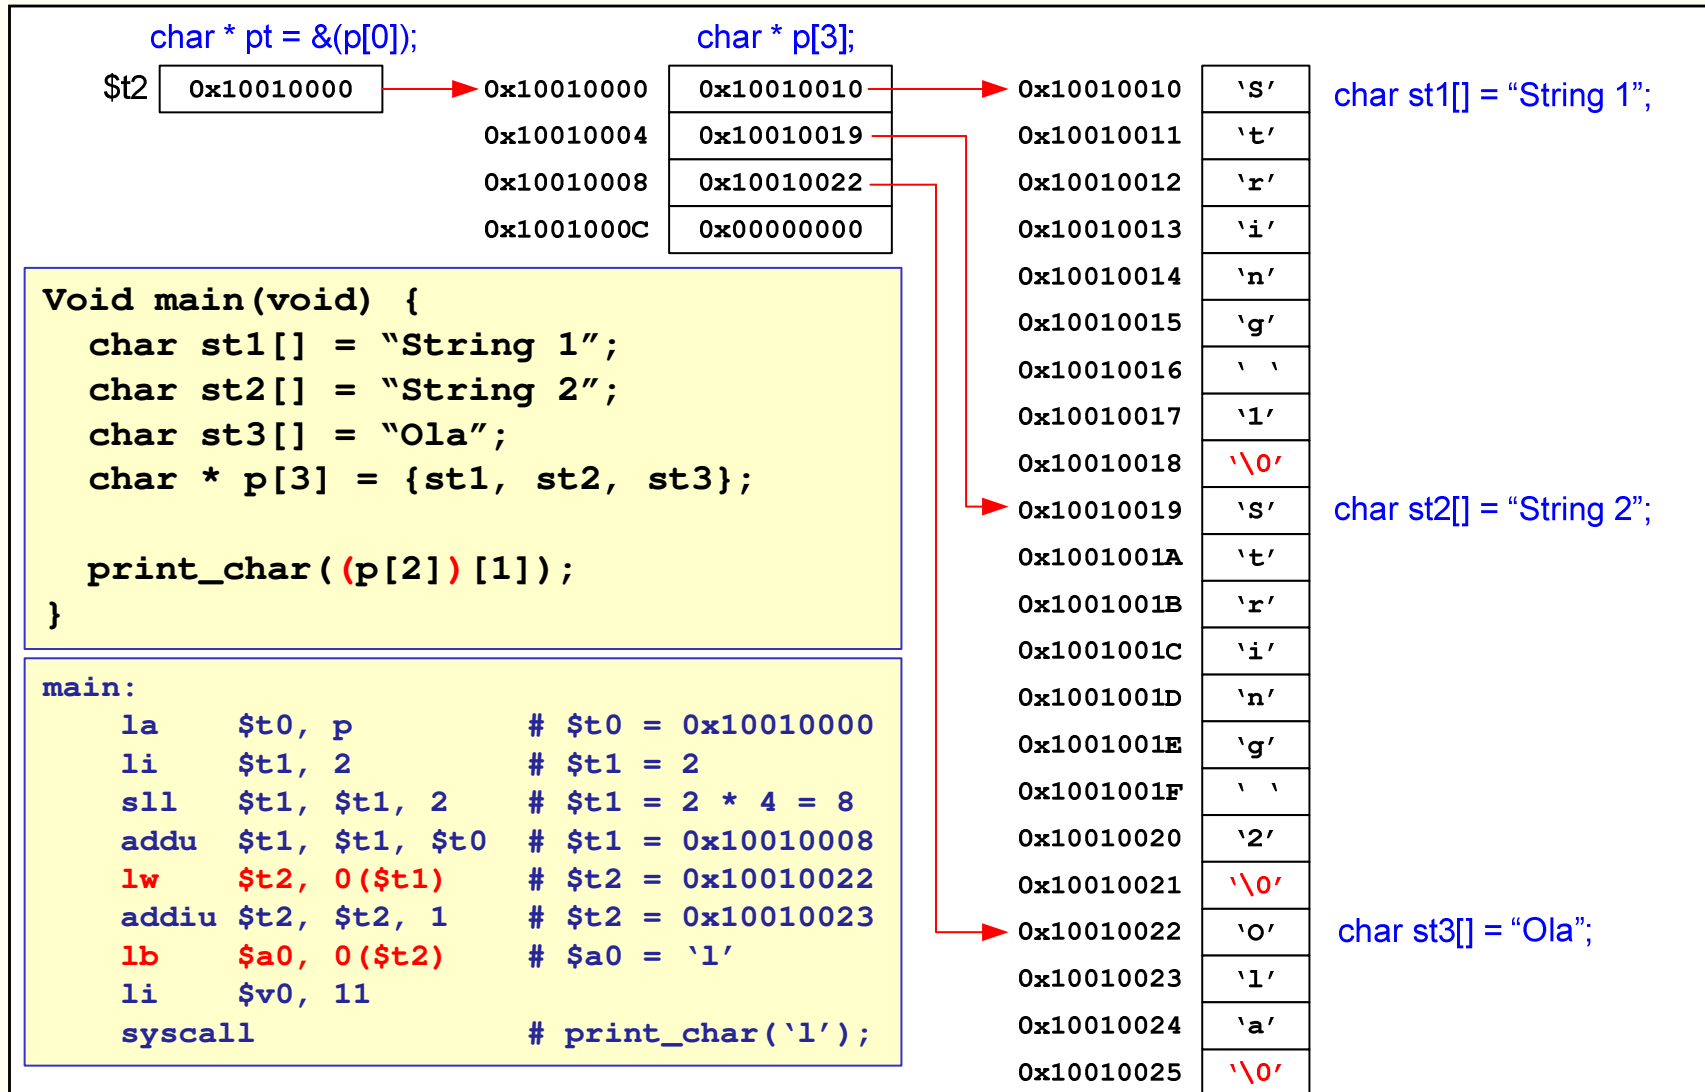 char * pt = &(p[0]);
char * p[3];
$t2 0x10010000
0x10010000 0x10010010
0x10010004 0x10010019
0x10010008 0x10010022
0x1001000C 0x00000000
Void main(void) {
char st1[] = “String 1”;
char st2[] = “String 2”;
char st3[] = “Ola”;
char * p[3] = {st1, st2, st3};
print_char((p[2])[1]);
}
main:
la $t0, p # $t0 = 0x10010000
li $t1, 2 # $t1 = 2
sll $t1, $t1, 2 # $t1 = 2 * 4 = 8
addu $t1, $t1, $t0 # $t1 = 0x10010008
lw $t2, 0($t1) # $t2 = 0x10010022
addiu $t2, $t2, 1 # $t2 = 0x10010023
lb $a0, 0($t2) # $a0 = ‘l’
li $v0, 11
syscall # print_char(‘l’);
0x10010010 ‘S’ char st1[] = “String 1”;
0x10010011 ‘t’
0x10010012 ‘r’
0x10010013 ‘i’
0x10010014 ‘n’
0x10010015 ‘g’
0x10010016 ‘ ‘
0x10010017 ‘1’
0x10010018 ‘\0’
0x10010019 ‘S’ char st2[] = “String 2”;
0x1001001A ‘t’
0x1001001B ‘r’
0x1001001C ‘i’
0x1001001D ‘n’
0x1001001E ‘g’
0x1001001F ‘ ‘
0x10010020 ‘2’
0x10010021 ‘\0’
0x10010022 ‘O’ char st3[] = “Ola”;
0x10010023 ‘l’
0x10010024 ‘a’
0x10010025 ‘\0’